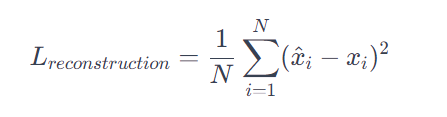 L_{reconstruction} = \frac{1}{N} \sum_{i=1}^{N} (\hat{x}_i - x_i)^2